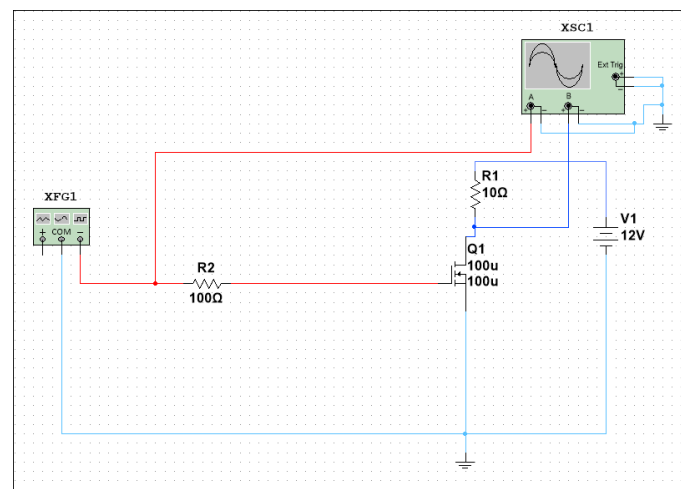 XSC1
Ext Trig
+
−
A
B
+ − + −
R1
10Ω
XFG1
V1
12V
+ COM −
Q1
100u
100u
R2
100Ω